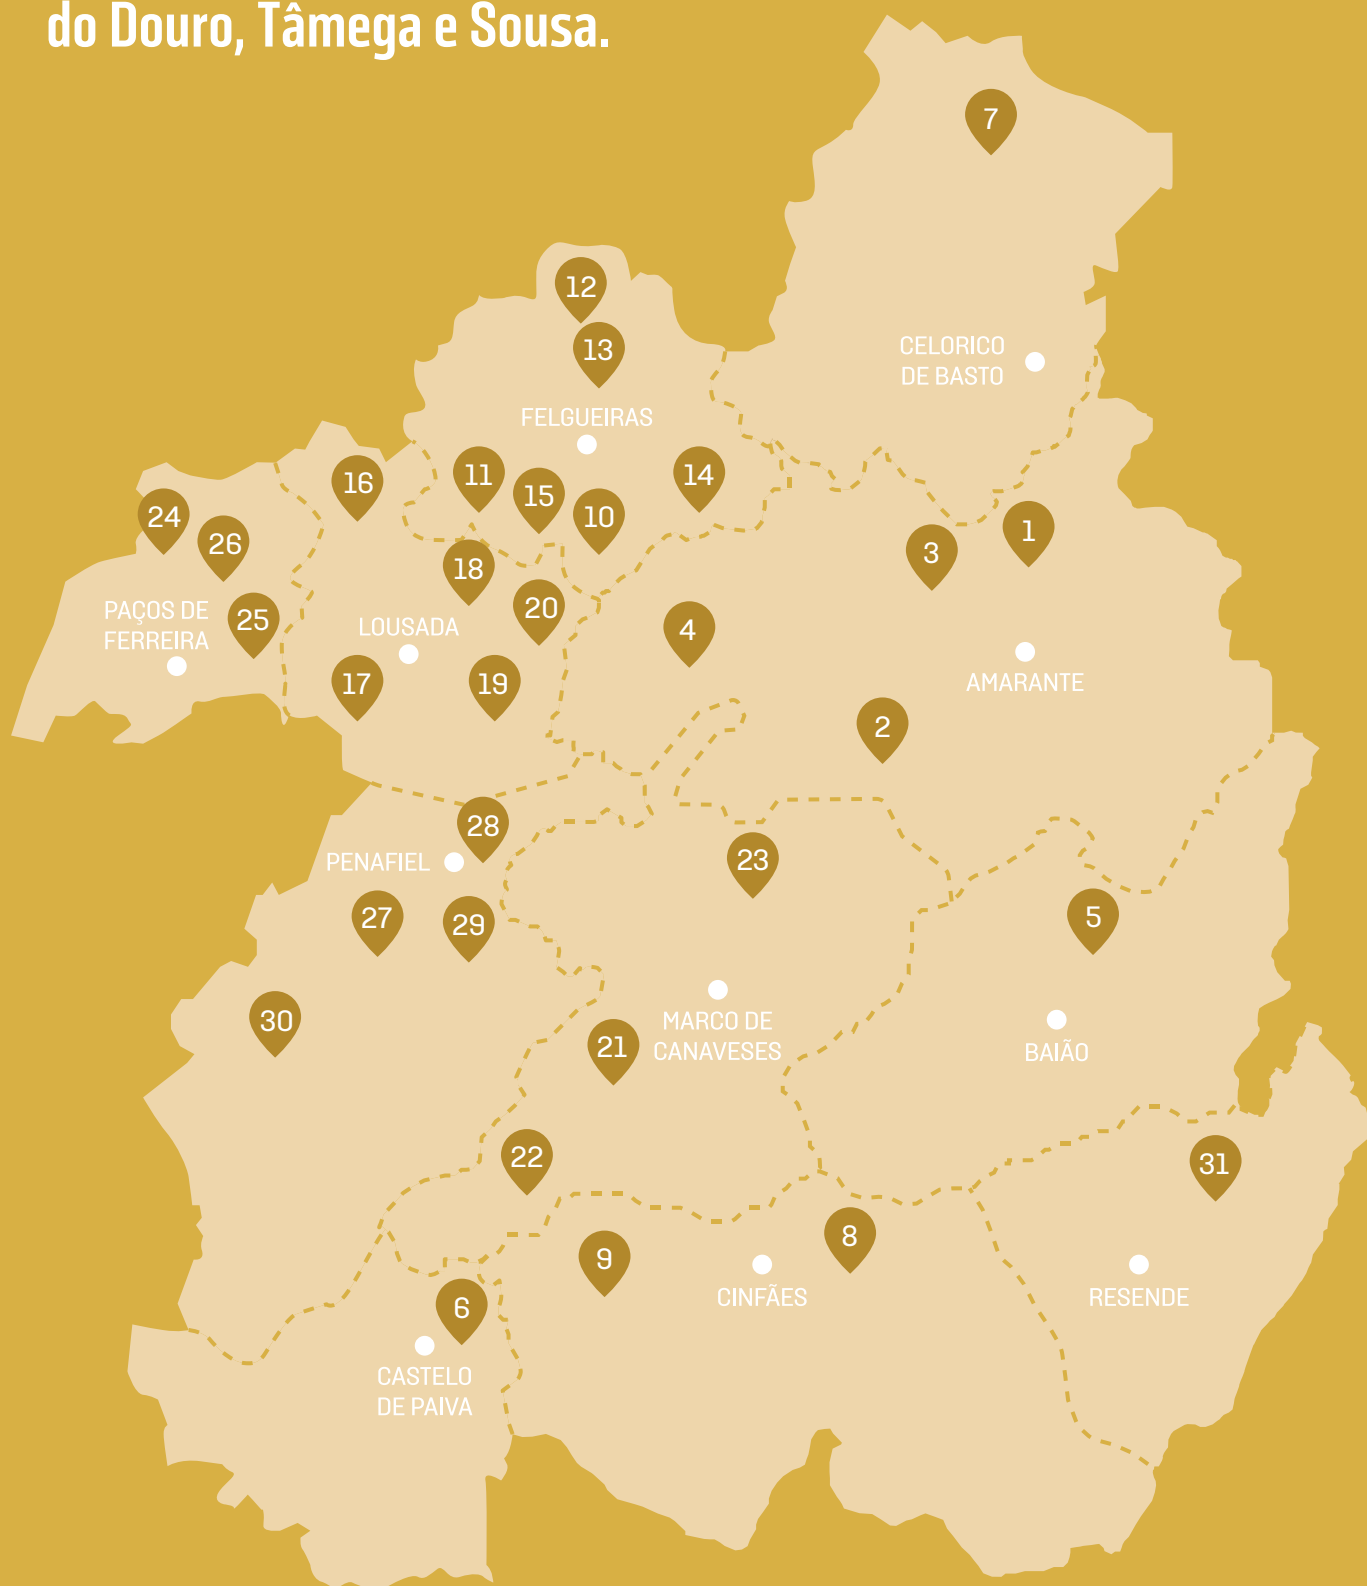 do Douro, Tâmega e Sousa.
7
12
13
CELORICO
DE BASTO
FELGUEIRAS
11
14
16
15
10
24
26
3
1
18
20
PAÇOS DE
FERREIRA
25
LOUSADA
4
17
19
AMARANTE
2
28
PENAFIEL
23
27
29
5
30
MARCO DE
CANAVESES
21
BAIÃO
22
31
8
9
CINFÃES
RESENDE
6
CASTELO
DE PAIVA